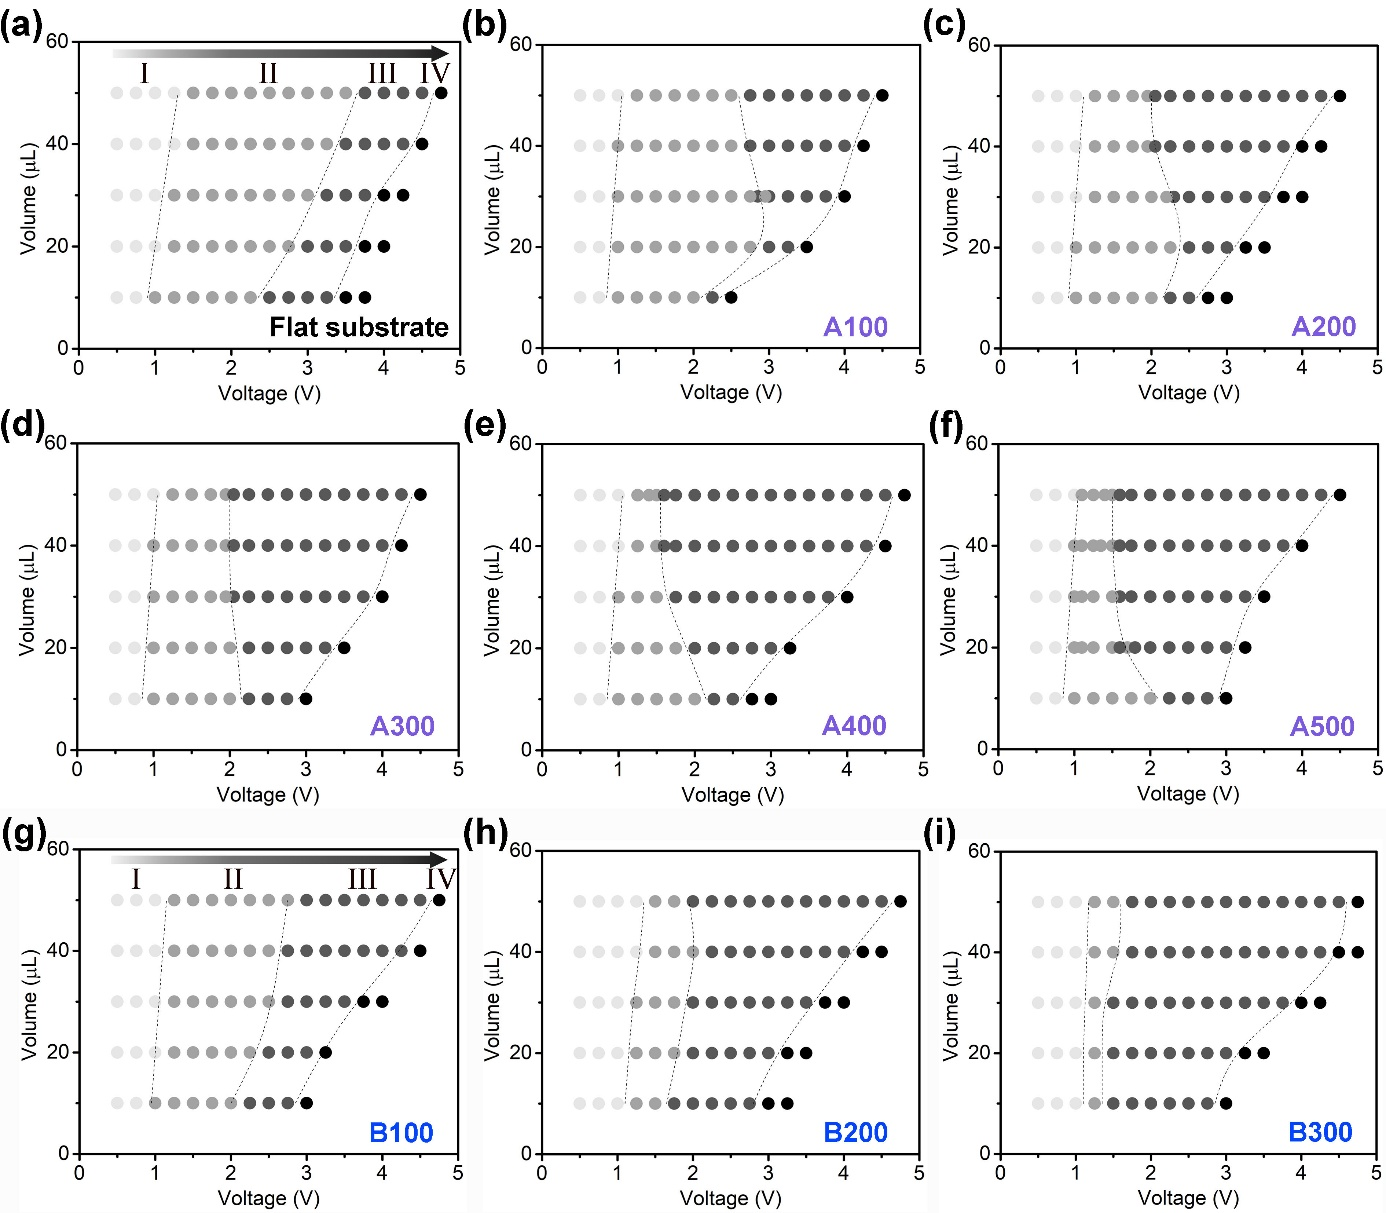 (a)
60
40
20
0
Volume (μL)
I II III IV
Flat substrate
0 1 2 3 4 5
Voltage (V)
(b)
60
40
20
0
Volume (μL)
A100
0 1 2 3 4 5
Voltage (V)
(c)
60
40
20
0
Volume (μL)
A200
0 1 2 3 4 5
Voltage (V)
(d)
60
40
20
0
Volume (μL)
A300
0 1 2 3 4 5
Voltage (V)
(e)
60
40
20
0
Volume (μL)
A400
0 1 2 3 4 5
Voltage (V)
(f)
60
40
20
0
Volume (μL)
A500
0 1 2 3 4 5
Voltage (V)
(g)
60
40
20
0
Volume (μL)
I II III IV
B100
0 1 2 3 4 5
Voltage (V)
(h)
60
40
20
0
Volume (μL)
B200
0 1 2 3 4 5
Voltage (V)
(i)
60
40
20
0
Volume (μL)
B300
0 1 2 3 4 5
Voltage (V)